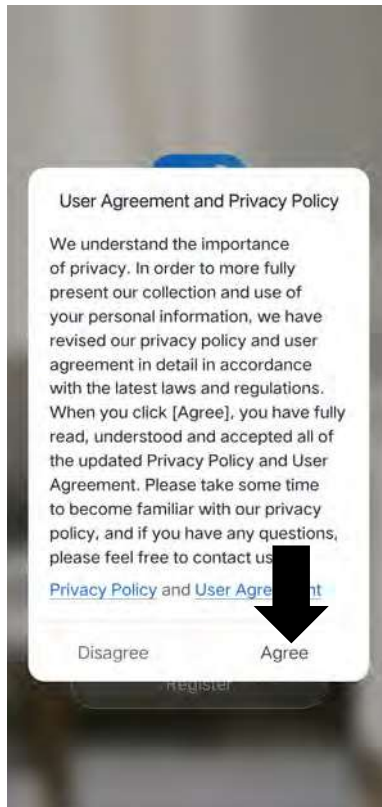 User Agreement and Privacy Policy
We understand the importance
of privacy. In order to more fully
present our collection and use of
your personal information, we have
revised our privacy policy and user
agreement in detail in accordance
with the latest laws and regulations.
When you click [Agree], you have fully
read, understood and accepted all of
the updated Privacy Policy and User
Agreement. Please take some time
to become familiar with our privacy
policy, and if you have any questions,
please feel free to contact us
Privacy Policy and User Agreement
Disagree Agree
Register